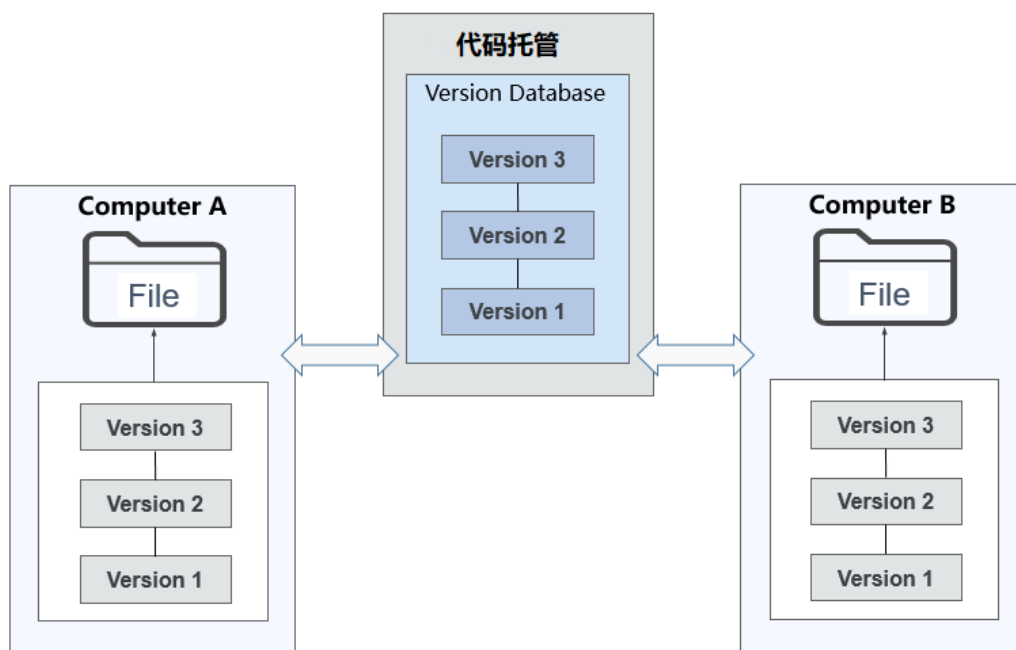 代码托管
Version Database
Version 3
Version 2
Version 1
Computer A
File
Version 3
Version 2
Version 1
Computer B
File
Version 3
Version 2
Version 1